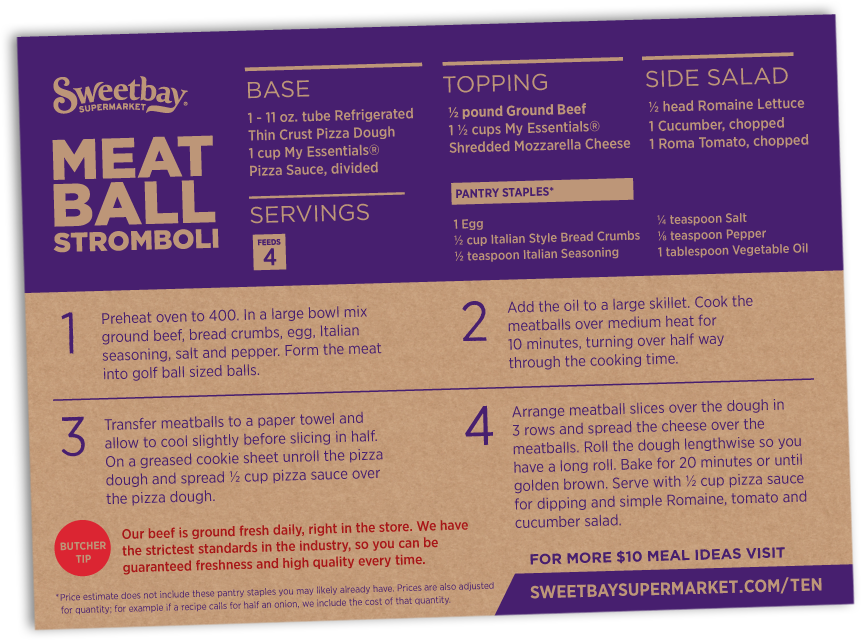 Sweetbay
SUPERMARKET
MEAT
BALL
STROMBOLI
BASE
1 - 11 oz. tube Refrigerated
Thin Crust Pizza Dough
1 cup My Essentials®
Pizza Sauce, divided
SERVINGS
FEEDS
4
TOPPING
½ pound Ground Beef
1 ½ cups My Essentials®
Shredded Mozzarella Cheese
SIDE SALAD
½ head Romaine Lettuce
1 Cucumber, chopped
1 Roma Tomato, chopped
PANTRY STAPLES*
1 Egg
½ cup Italian Style Bread Crumbs
½ teaspoon Italian Seasoning
¼ teaspoon Salt
⅛ teaspoon Pepper
1 tablespoon Vegetable Oil
1
Preheat oven to 400. In a large bowl mix
ground beef, bread crumbs, egg, Italian
seasoning, salt and pepper. Form the meat
into golf ball sized balls.
2
Add the oil to a large skillet. Cook the
meatballs over medium heat for
10 minutes, turning over half way
through the cooking time.
3
Transfer meatballs to a paper towel and
allow to cool slightly before slicing in half.
On a greased cookie sheet unroll the pizza
dough and spread ½ cup pizza sauce over
the pizza dough.
4
Arrange meatball slices over the dough in
3 rows and spread the cheese over the
meatballs. Roll the dough lengthwise so you
have a long roll. Bake for 20 minutes or until
golden brown. Serve with ½ cup pizza sauce
for dipping and simple Romaine, tomato and
cucumber salad.
BUTCHER
TIP
Our beef is ground fresh daily, right in the store. We have
the strictest standards in the industry, so you can be
guaranteed freshness and high quality every time.
*Price estimate does not include these pantry staples you may likely already have. Prices are also adjusted
for quantity; for example if a recipe calls for half an onion, we include the cost of that quantity.
FOR MORE $10 MEAL IDEAS VISIT
SWEETBAYSUPERMARKET.COM/TEN